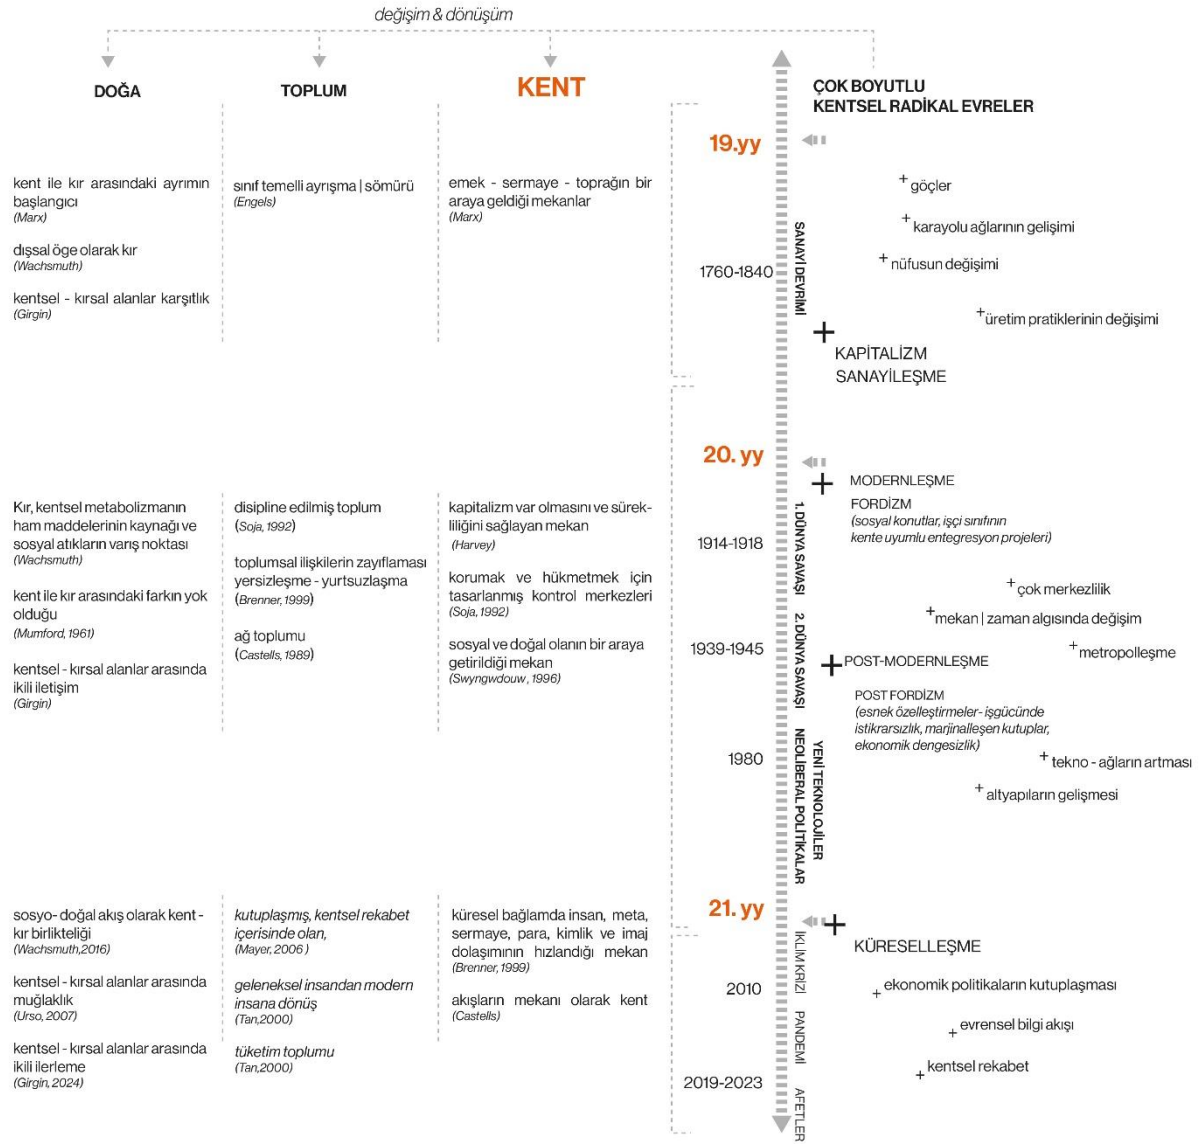 değişim & dönüşüm
DOĞA
TOPLUM
KENT
ÇOK BOYUTLU
KENTSEL RADİKAL EVRELER
19.yy
kent ile kır arasındaki ayrımın
başlangıcı
(Marx)
dışsal öge olarak kır
(Wachsmuth)
kentsel - kırsal alanlar karşıtlık
(Girgin)
sınıf temelli ayrışma | sömürü
(Engels)
emek - sermaye - toprağın bir
araya geldiği mekanlar
(Marx)
1760-1840
SANAYİ DEVRİMİ
+ göçler
+ karayolu ağlarının gelişimi
+ nüfusun değişimi
+ üretim pratiklerinin değişimi
+ KAPİTALİZM
SANAYİLEŞME
20. yy
Kır, kentsel metabolizmanın
ham maddelerinin kaynağı ve
sosyal atıkların varış noktası
(Wachsmuth)
kent ile kır arasındaki farkın yok
olduğu
(Mumford, 1961)
kentsel - kırsal alanlar arasında
ikili iletişim
(Girgin)
disipline edilmiş toplum
(Soja, 1992)
toplumsal ilişkilerin zayıflaması
yersizleşme - yurtsuzlaşma
(Brenner, 1999)
ağ toplumu
(Castells, 1989)
kapitalizm var olmasını ve sürek-
liliğini sağlayan mekan
(Harvey)
korumak ve hükmetmek için
tasarlanmış kontrol merkezleri
(Soja, 1992)
sosyal ve doğal olanın bir araya
getirildiği mekan
(Swyngwdouw, 1996)
1914-1918
1. DÜNYA SAVAŞI
1939-1945
2. DÜNYA SAVAŞI
1980
YENİ TEKNOLOJİLER
NEOLİBERAL POLİTİKALAR
+ MODERNLEŞME
FORDİZM
(sosyal konutlar, işçi sınıfının
kente uyumlu entegresyon projeleri)
+ çok merkezlilik
+ mekan | zaman algısında değişim
+ metropolleşme
+ POST-MODERNLEŞME
POST FORDİZM
(esnek özelleştirmeler- işgücünde
istikrarsızlık, marjinalleşen kutuplar,
ekonomik dengesizlik)
+ tekno - ağların artması
+ altyapıların gelişmesi
21. yy
sosyo- doğal akış olarak kent -
kır birlikteliği
(Wachsmuth,2016)
kentsel - kırsal alanlar arasında
muğlaklık
(Urso, 2007)
kentsel - kırsal alanlar arasında
ikili ilerleme
(Girgin, 2024)
kutuplaşmış, kentsel rekabet
içerisinde olan,
(Mayer, 2006 )
geleneksel insandan modern
insana dönüş
(Tan,2000)
tüketim toplumu
(Tan,2000)
küresel bağlamda insan, meta,
sermaye, para, kimlik ve imaj
dolaşımının hızlandığı mekan
(Brenner, 1999)
akışların mekanı olarak kent
(Castells)
2010
2019-2023
İKLİM KRİZİ
PANDEMİ
AFETLER
+ KÜRESELLEŞME
+ ekonomik politikaların kutuplaşması
+ evrensel bilgi akışı
+ kentsel rekabet